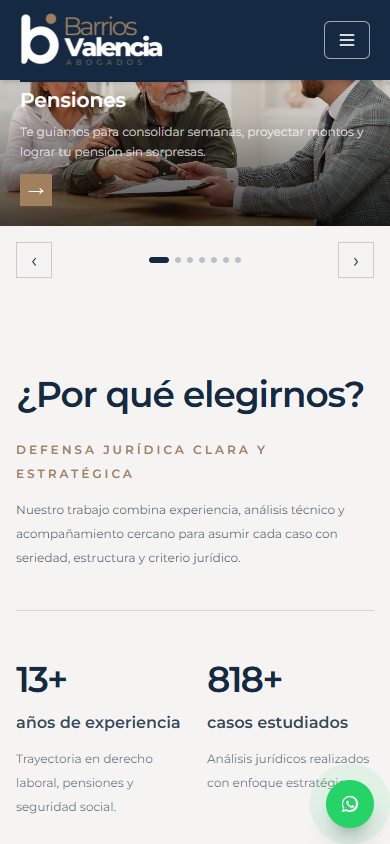 Barrios
Valencia
ABOGADOS
Pensiones
Te guiamos para consolidar semanas, proyectar montos y
lograr tu pensión sin sorpresas.
→
‹
›
¿Por qué elegirnos?
DEFENSA JURÍDICA CLARA Y
ESTRATÉGICA
Nuestro trabajo combina experiencia, análisis técnico y
acompañamiento cercano para asumir cada caso con
seriedad, estructura y criterio jurídico.
13+
años de experiencia
Trayectoria en derecho
laboral, pensiones y
seguridad social.
818+
casos estudiados
Análisis jurídicos realizados
con enfoque